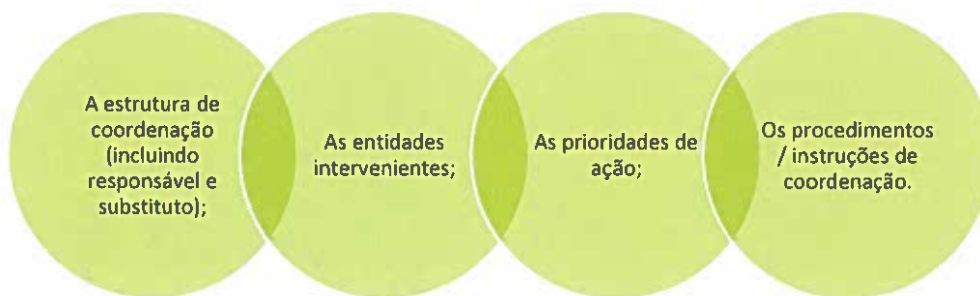 A estrutura de
coordenação
(incluindo
responsável e
substituto);
As entidades
intervenientes;
As prioridades de
ação;
Os procedimentos
/ instruções de
coordenação.